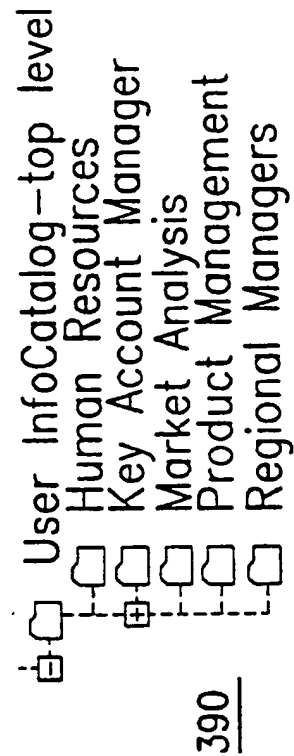 User InfoCatalog–top level
Human Resources
Key Account Manager
Market Analysis
Product Management
Regional Managers
390